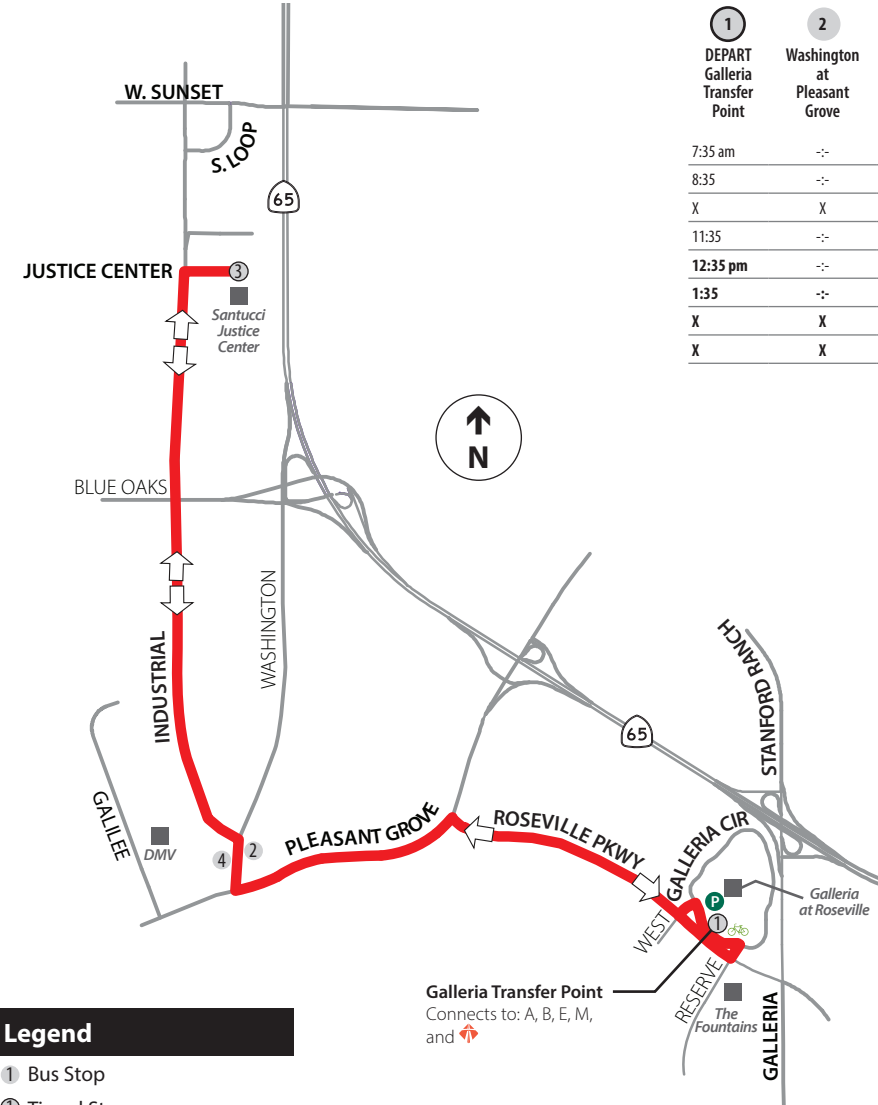 1
2
DEPART
Galleria
Transfer
Point
Washington
at
Pleasant
Grove
7:35 am -:-
8:35 -:-
X X
11:35 -:-
12:35 pm -:-
1:35 -:-
X X
X X
W. SUNSET
S. LOOP
65
JUSTICE CENTER
3
Santucci
Justice
Center
N
BLUE OAKS
WASHINGTON
INDUSTRIAL
STANFORD RANCH
65
GALILEE
DMV
4
2
PLEASANT GROVE
ROSEVILLE PKWY
GALLERIA CIR
P
1
Galleria
at Roseville
WEST
RESERVE
The
Fountains
GALLERIA
Galleria Transfer Point
Connects to: A, B, E, M,
and
Legend
1 Bus Stop